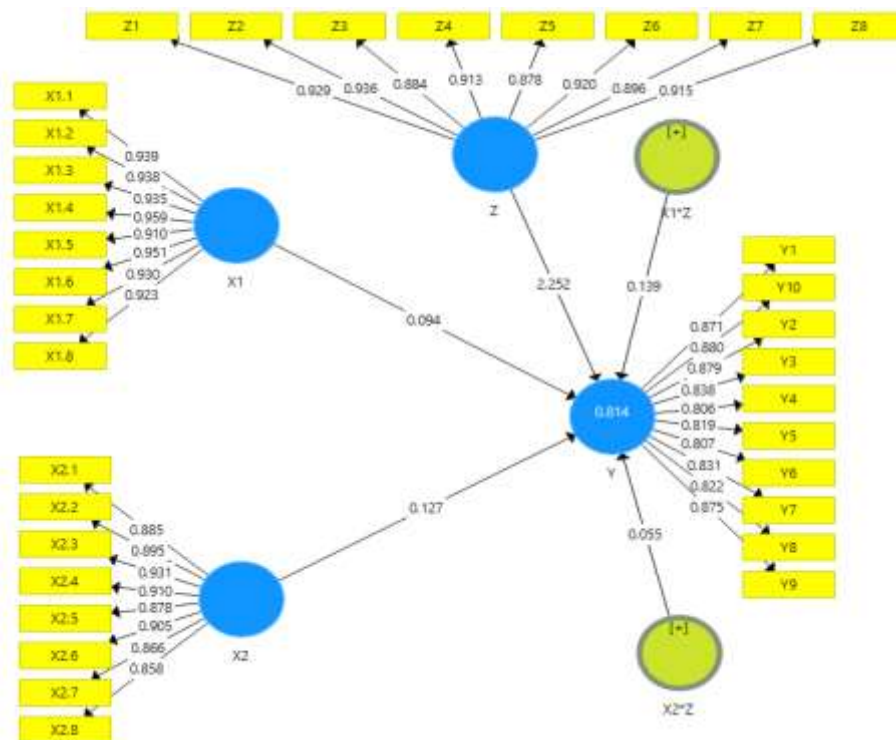 Z1 Z2 Z3 Z4 Z5 Z6 Z7 Z8
0.929 0.936 0.884 0.913 0.878 0.920 0.896 0.915
X1.1
X1.2
X1.3
X1.4
X1.5
X1.6
X1.7
X1.8
0.939
0.938
0.935
0.959
0.910
0.951
0.930
0.923
X1
Z
[+]
X1*Z
0.094
2.252
0.139
0.814
Y
Y1
Y10
Y2
Y3
Y4
Y5
Y6
Y7
Y8
Y9
0.871
0.880
0.879
0.838
0.806
0.819
0.807
0.831
0.822
0.875
X2.1
X2.2
X2.3
X2.4
X2.5
X2.6
X2.7
X2.8
0.885
0.895
0.931
0.910
0.878
0.905
0.866
0.858
X2
0.127
0.055
[+]
X2*Z